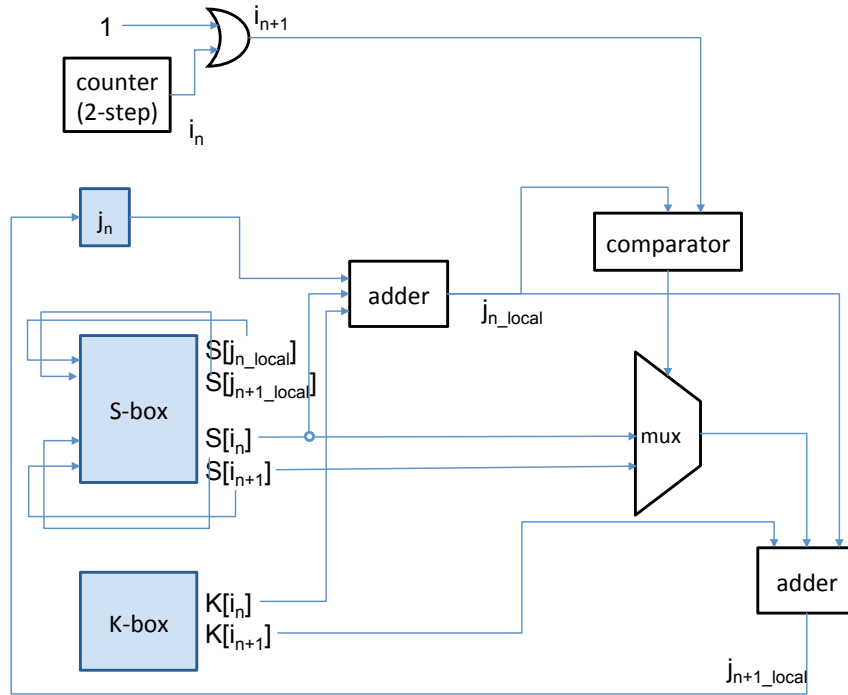 i_{n+1}
1
counter
(2-step)
i_n
j_n
comparator
adder
j_{n_local}
S[j_{n_local}]
S[j_{n+1_local}]
S-box
S[i_n]
mux
S[i_{n+1}]
adder
K[i_n]
K-box
K[i_{n+1}]
j_{n+1_local}